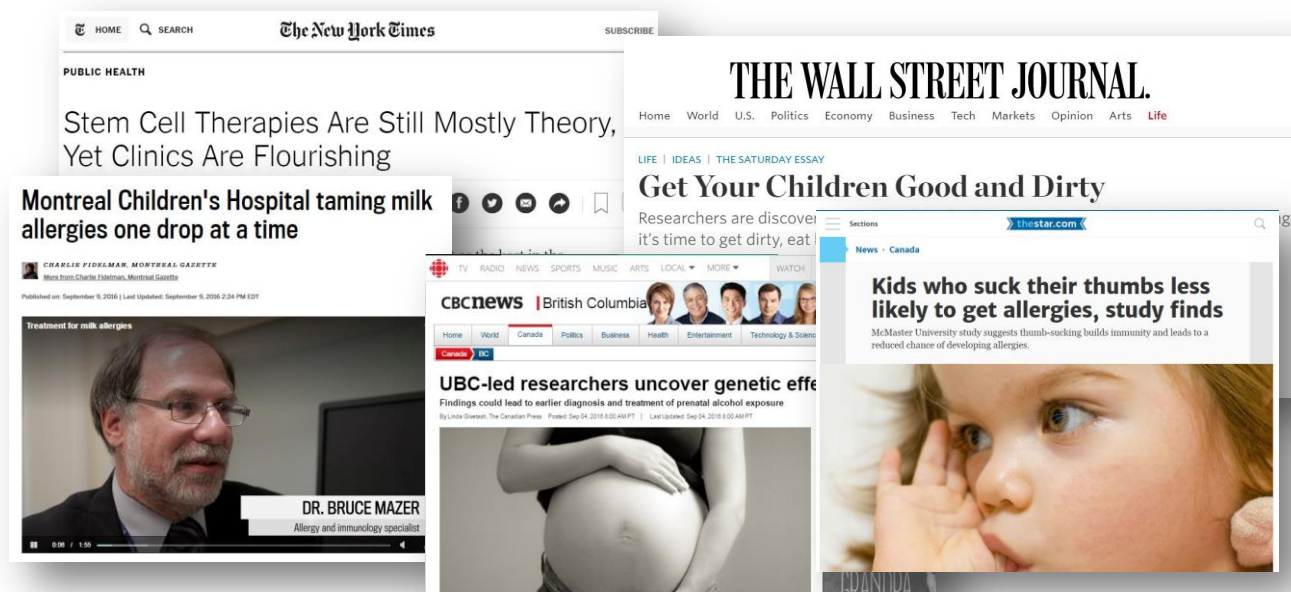 HOME SEARCH The New York Times SUBSCRIBE
PUBLIC HEALTH
Stem Cell Therapies Are Still Mostly Theory,
Yet Clinics Are Flourishing
THE WALL STREET JOURNAL.
Home World U.S. Politics Economy Business Tech Markets Opinion Arts Life
LIFE | IDEAS | THE SATURDAY ESSAY
Get Your Children Good and Dirty
Researchers are
it's time to get dirty, eat
Montreal Children's Hospital taming milk
allergies one drop at a time
CHARLIE FIDELMAN, MONTREAL GAZETTE
More from Charlie Fidelman, Montreal Gazette
Published on: September 9, 2016 | Last Updated: September 9, 2016 2:24 PM EDT
Treatment for milk allergies
DR. BRUCE MAZER
Allergy and immunology specialist
0:06 / 1:55
TV RADIO NEWS SPORTS MUSIC ARTS LOCAL MORE WATCH
CBCnews | British Columbia
Home World Canada Politics Business Health Entertainment Technology &
Canada BC
UBC-led researchers uncover genetic
Findings could lead to earlier diagnosis and treatment of prenatal alcohol exposure
By Linda Givetash, The Canadian Press Posted: Sep 04, 2016 8:00 AM PT | Last Updated: Sep 04, 2016 8:00 AM PT
Sections thestar.com
News · Canada
Kids who suck their thumbs less
likely to get allergies, study finds
McMaster University study suggests thumb-sucking builds immunity and leads to a
reduced chance of developing allergies.
GRANDPA